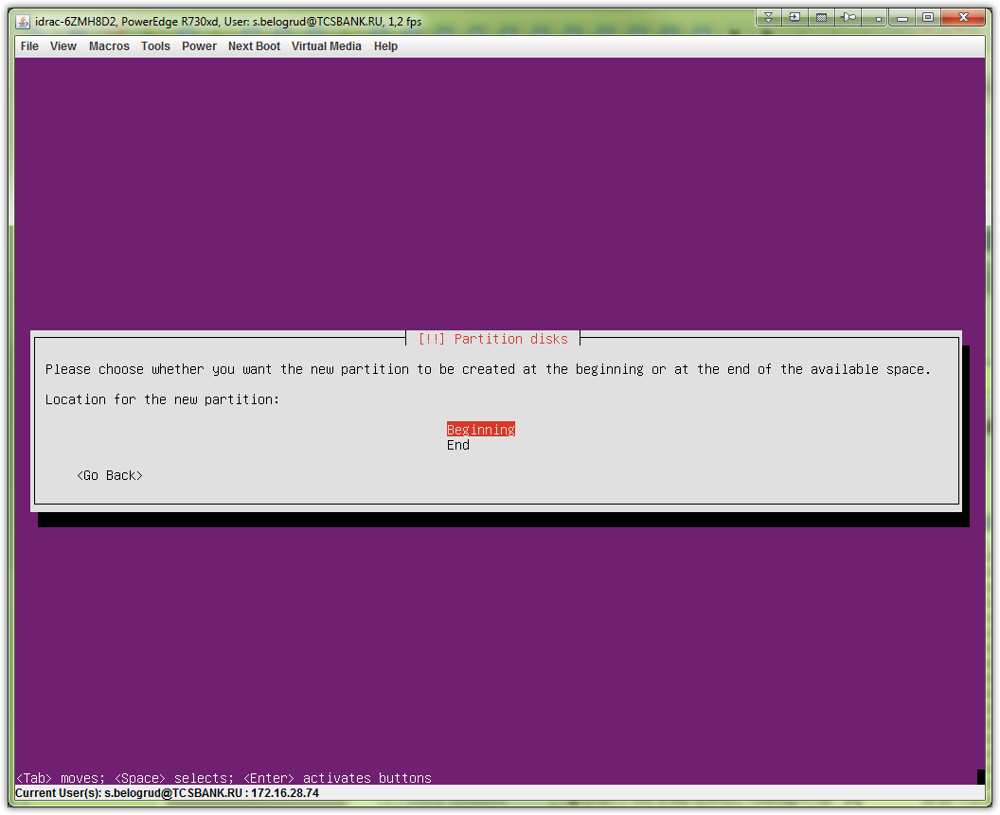 idrac-6ZMH8D2, PowerEdge R730xd, User: s.belogrud@TCSBANK.RU, 1,2 fps
File View Macros Tools Power Next Boot Virtual Media Help
[!!] Partition disks
Please choose whether you want the new partition to be created at the beginning or at the end of the available space.
Location for the new partition:
Beginning
End
<Go Back>
<Tab> moves; <Space> selects; <Enter> activates buttons
Current User(s): s.belogrud@TCSBANK.RU : 172.16.28.74